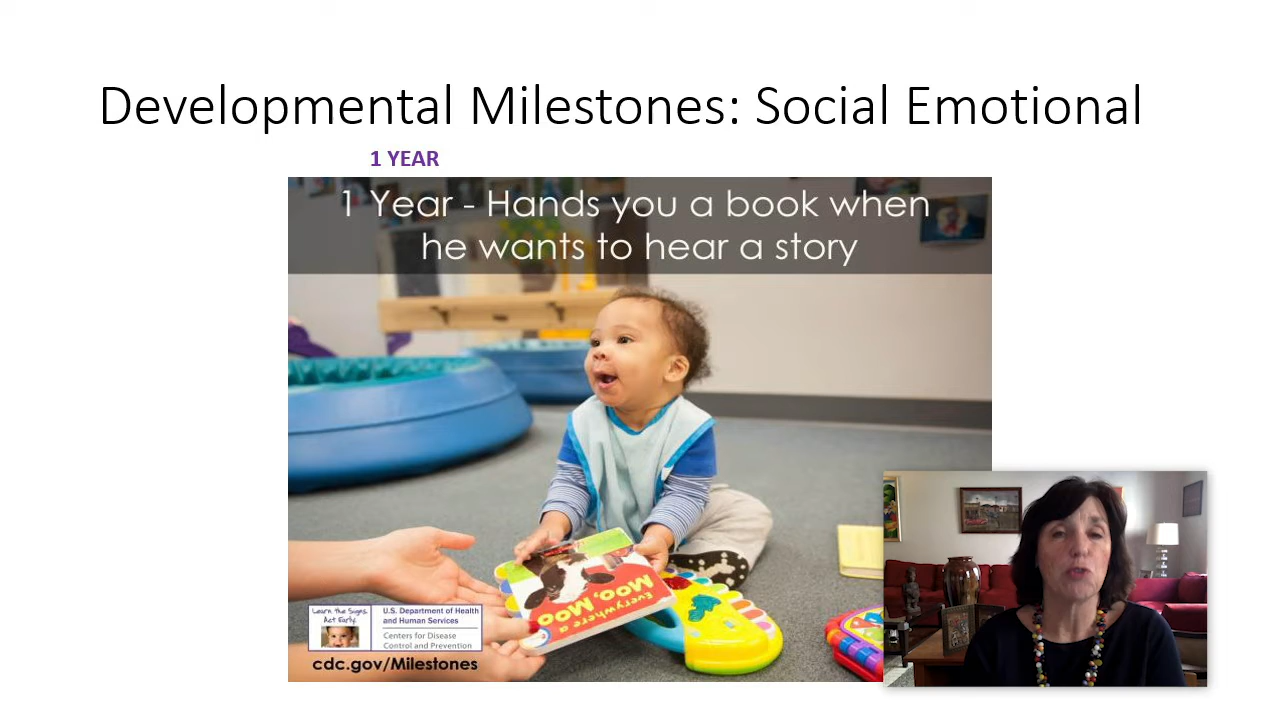 Developmental Milestones: Social Emotional
1 YEAR
1 Year - Hands you a book when
he wants to hear a story
Everywhere a
MOO, MOO
Learn the Signs.
Act Early.
U.S. Department of Health
and Human Services
Centers for Disease
Control and Prevention
cdc.gov/Milestones